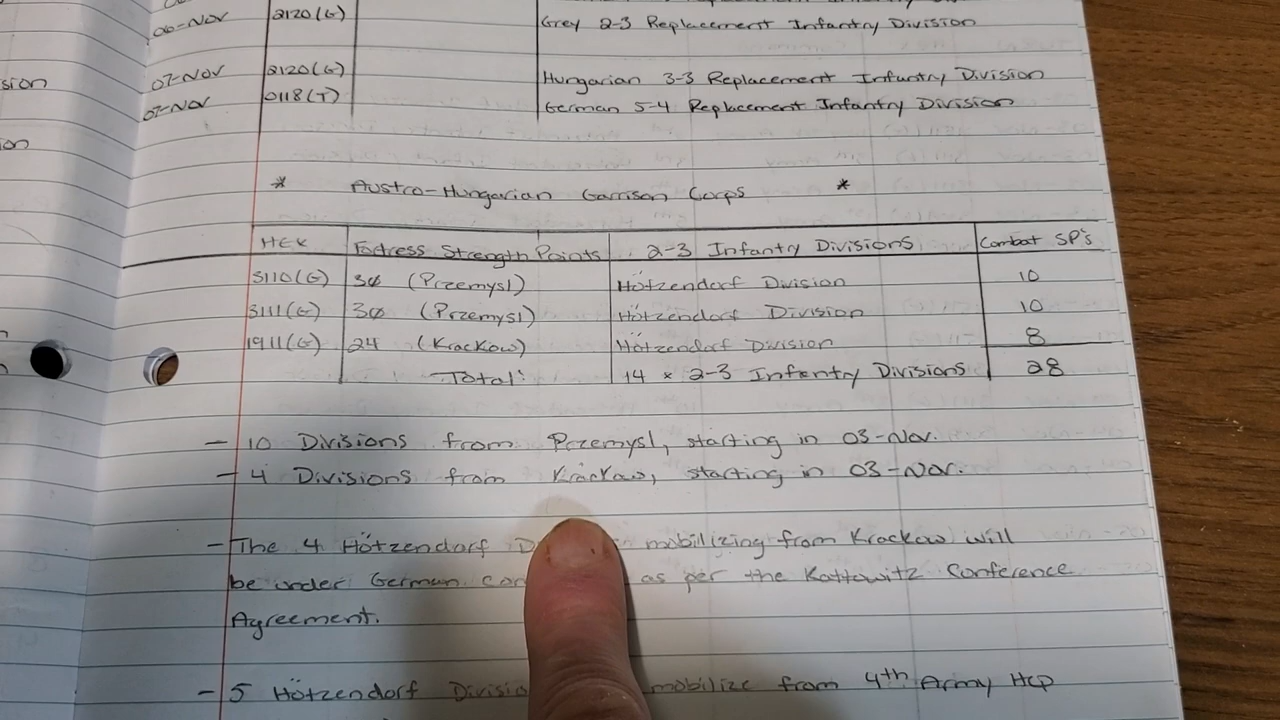 sion
on
06-Nov 2120(G) Grey 2-3 Replacement Infantry Division
07-Nov 2120(G) Hungarian 3-3 Replacement Infantry Division
07-Nov 0118(T) German 5-4 Replacement Infantry Division
* Austro-Hungarian Garrison Corps *
HEX Fortress Strength Points 2-3 Infantry Divisions Combat SP's
3110(G) 30 (Przemysl) Hötzendorf Division 10
3111(G) 30 (Przemysl) Hötzendorf Division 10
1911(G) 24 (Krackow) Hötzendorf Division 8
Total: 14 x 2-3 Infantry Divisions 28
- 10 Divisions from Przemysl, starting in 03-Nov.
- 4 Divisions from Krackow, starting in 03-Nov.
- The 4 Hötzendorf mobilizing from Krackow will
be under German as per the Kattowitz Conference
Agreement.
- 5 Hötzendorf mobilize from 4th Army HCP